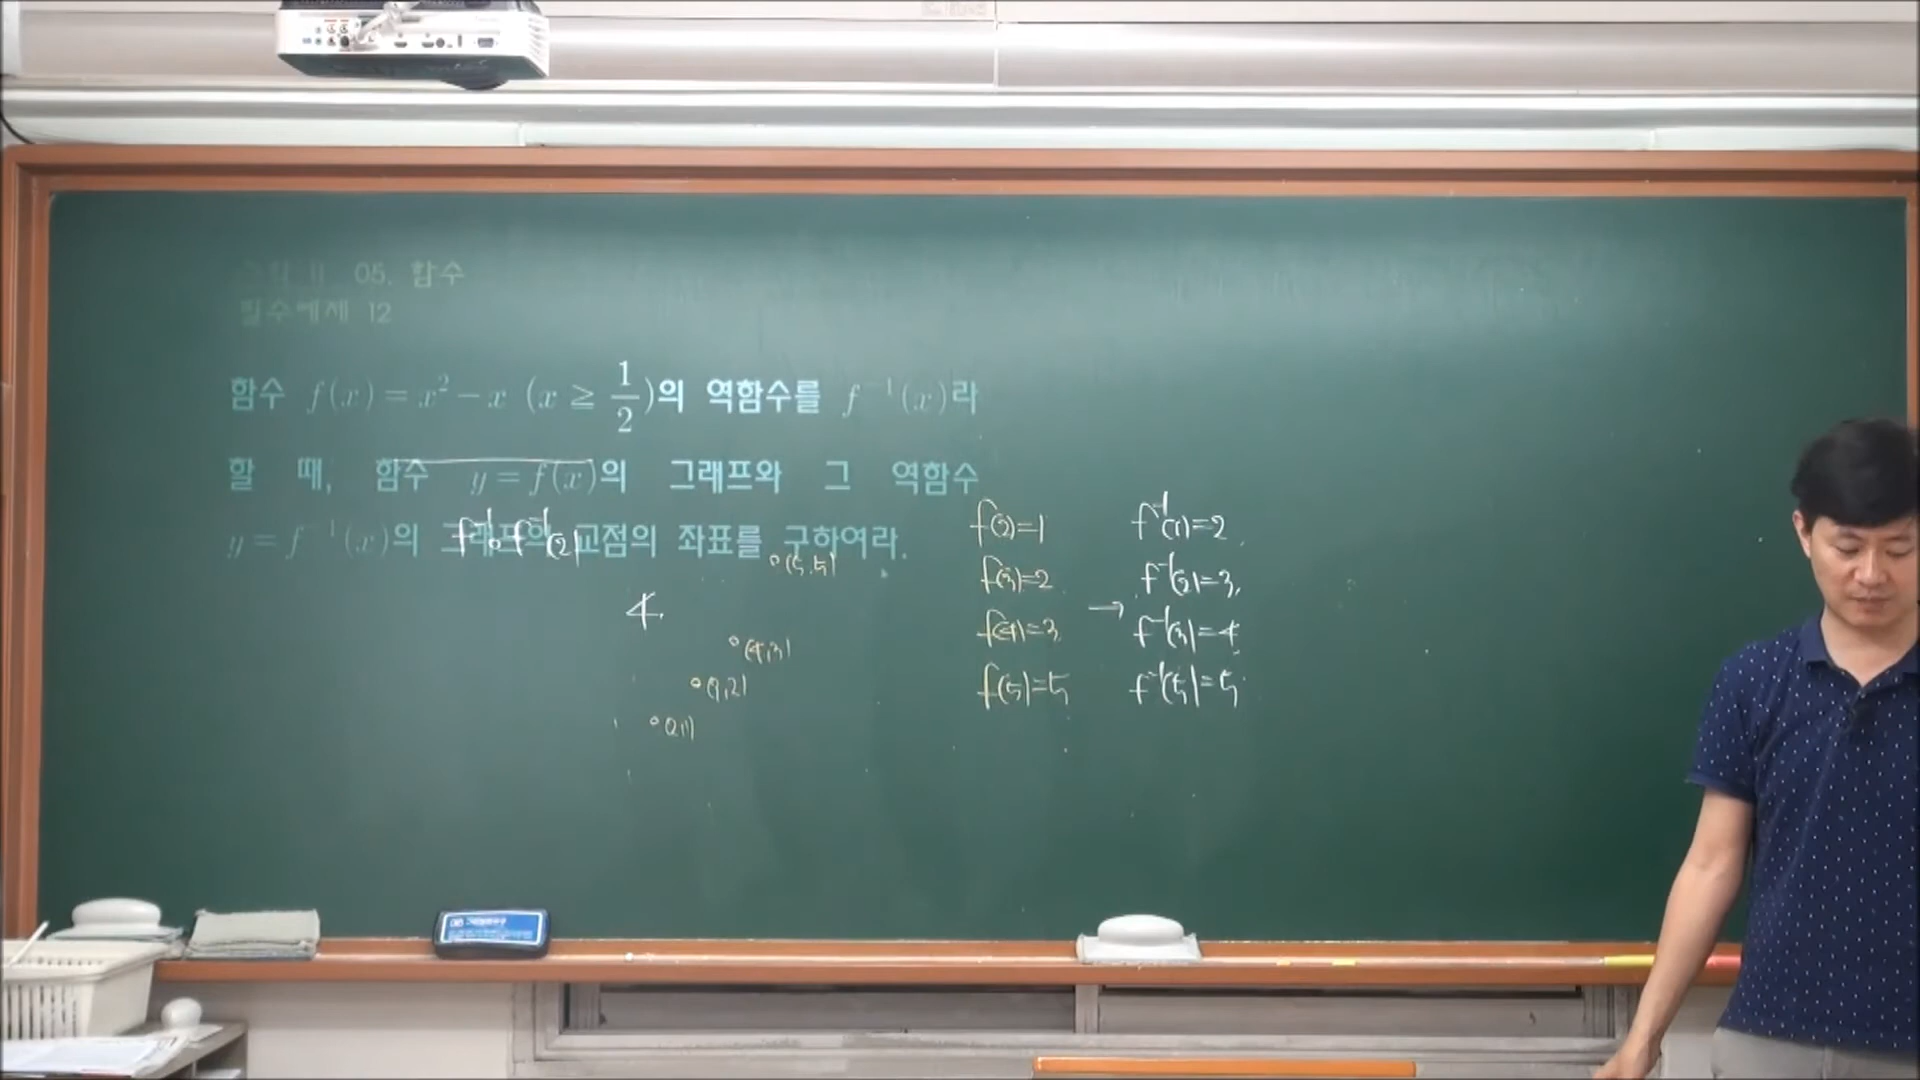 05. 함수
필수예제 12
함수 f(x) = x² - x (x ≧ 1/2)의 역함수를 f⁻¹(x)라
할 때, 함수 y = f(x)의 그래프와 그 역함수
y = f⁻¹(x)의 그래프의 교점의 좌표를 구하여라.
f⁻¹∘f⁻¹(2)
4.
(5,5)
(4,3)
(2,1)
f(2)=1
f(3)=2
f(4)=3
f(5)=5
→
f⁻¹(1)=2
f⁻¹(2)=3
f⁻¹(3)=4
f⁻¹(5)=5